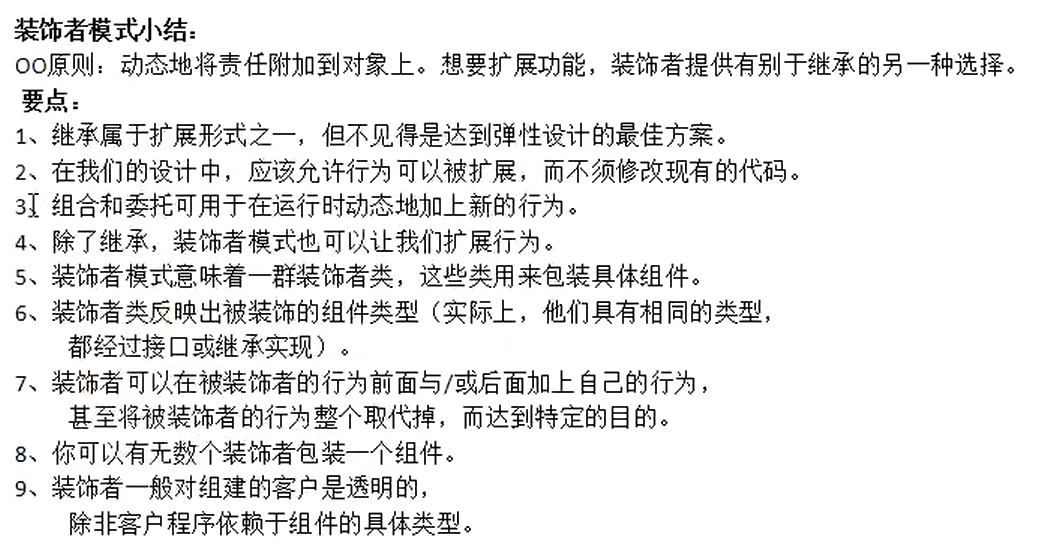 装饰者模式小结：
OO原则：动态地将责任附加到对象上。想要扩展功能，装饰者提供有别于继承的另一种选择。
要点：
1、继承属于扩展形式之一，但不见得是达到弹性设计的最佳方案。
2、在我们的设计中，应该允许行为可以被扩展，而不须修改现有的代码。
3、组合和委托可用于在运行时动态地加上新的行为。
4、除了继承，装饰者模式也可以让我们扩展行为。
5、装饰者模式意味着一群装饰者类，这些类用来包装具体组件。
6、装饰者类反映出被装饰的组件类型（实际上，他们具有相同的类型，
都经过接口或继承实现）。
7、装饰者可以在被装饰者的行为前面与/或后面加上自己的行为，
甚至将被装饰者的行为整个取代掉，而达到特定的目的。
8、你可以有无数个装饰者包装一个组件。
9、装饰者一般对组建的客户是透明的，
除非客户程序依赖于组件的具体类型。